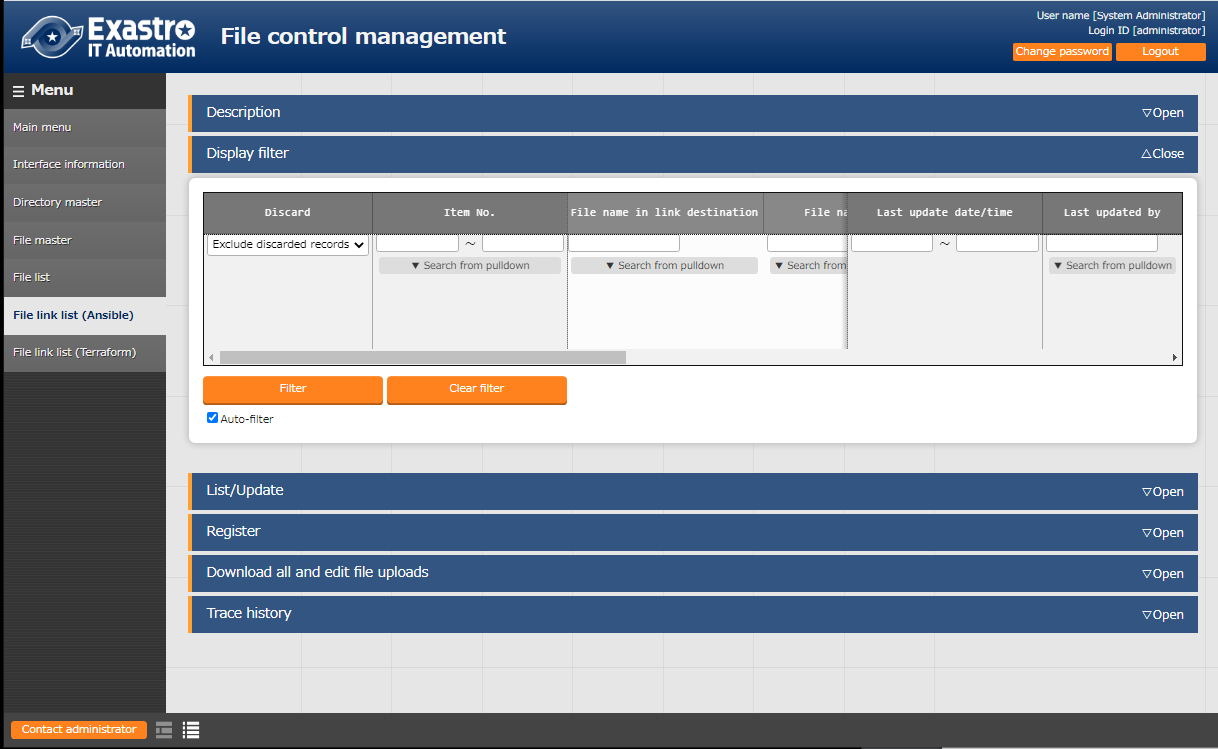 Exastro
IT Automation
File control management
User name [System Administrator]
Login ID [administrator]
Change password
Logout
Menu
Main menu
Interface information
Directory master
File master
File list
File link list (Ansible)
File link list (Terraform)
Description
▽Open
Display filter
△Close
Discard
Item No.
File name in link destination
File na
Last update date/time
Last updated by
Exclude discarded records
~
~
▼ Search from pulldown
▼ Search from pulldown
▼ Search from
▼ Search from pulldown
Filter
Clear filter
Auto-filter
List/Update
▽Open
Register
▽Open
Download all and edit file uploads
▽Open
Trace history
▽Open
Contact administrator